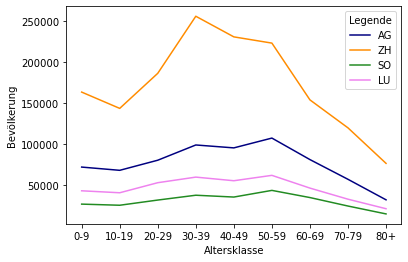 Legende
AG
ZH
SO
LU
Bevölkerung
250000
200000
150000
100000
50000
0-9 10-19 20-29 30-39 40-49 50-59 60-69 70-79 80+
Altersklasse